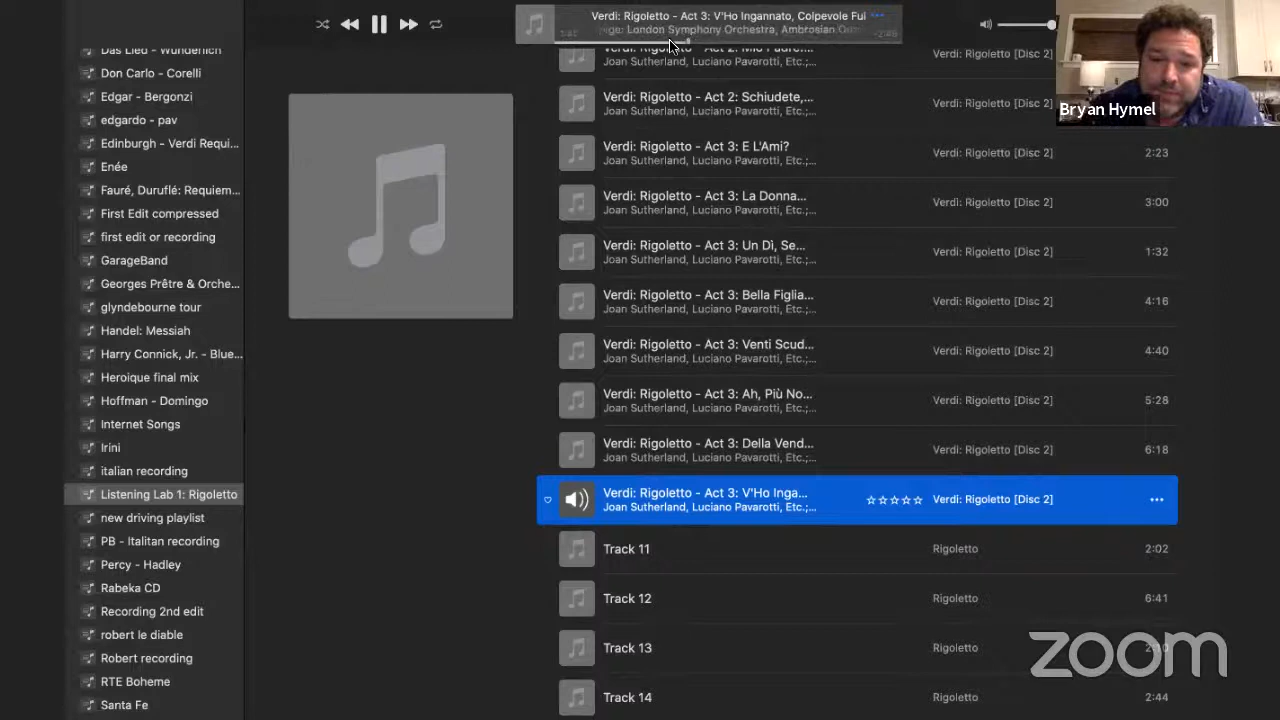 Verdi: Rigoletto - Act 3: V'Ho Ingannato, Colpevole Fui
London Symphony Orchestra, Ambrosian
Bryan Hymel
Das Lied - Wunderlich
Don Carlo - Corelli
Edgar - Bergonzi
edgardo - pav
Edinburgh - Verdi Requi...
Enée
Fauré, Duruflé: Requiem...
First Edit compressed
first edit or recording
GarageBand
Georges Prêtre & Orche...
glyndebourne tour
Handel: Messiah
Harry Connick, Jr. - Blue...
Heroique final mix
Hoffman - Domingo
Internet Songs
Irini
italian recording
Listening Lab 1: Rigoletto
new driving playlist
PB - Italitan recording
Percy - Hadley
Rabeka CD
Recording 2nd edit
robert le diable
Robert recording
RTE Boheme
Santa Fe
Verdi: Rigoletto - Act 2: Mio Padre!...
Joan Sutherland, Luciano Pavarotti, Etc.;...
Verdi: Rigoletto [Disc 2]
Verdi: Rigoletto - Act 2: Schiudete,...
Joan Sutherland, Luciano Pavarotti, Etc.;...
Verdi: Rigoletto [Disc 2]
Verdi: Rigoletto - Act 3: E L'Ami?
Joan Sutherland, Luciano Pavarotti, Etc.;...
Verdi: Rigoletto [Disc 2]
2:23
Verdi: Rigoletto - Act 3: La Donna...
Joan Sutherland, Luciano Pavarotti, Etc.;...
Verdi: Rigoletto [Disc 2]
3:00
Verdi: Rigoletto - Act 3: Un Dì, Se...
Joan Sutherland, Luciano Pavarotti, Etc.;...
Verdi: Rigoletto [Disc 2]
1:32
Verdi: Rigoletto - Act 3: Bella Figlia...
Joan Sutherland, Luciano Pavarotti, Etc.;...
Verdi: Rigoletto [Disc 2]
4:16
Verdi: Rigoletto - Act 3: Venti Scud...
Joan Sutherland, Luciano Pavarotti, Etc.;...
Verdi: Rigoletto [Disc 2]
4:40
Verdi: Rigoletto - Act 3: Ah, Più No...
Joan Sutherland, Luciano Pavarotti, Etc.;...
Verdi: Rigoletto [Disc 2]
5:28
Verdi: Rigoletto - Act 3: Della Vend...
Joan Sutherland, Luciano Pavarotti, Etc.;...
Verdi: Rigoletto [Disc 2]
6:18
Verdi: Rigoletto - Act 3: V'Ho Inga...
Joan Sutherland, Luciano Pavarotti, Etc.;...
Verdi: Rigoletto [Disc 2]
Track 11
Rigoletto
2:02
Track 12
Rigoletto
6:41
Track 13
Rigoletto
Track 14
Rigoletto
2:44
zoom